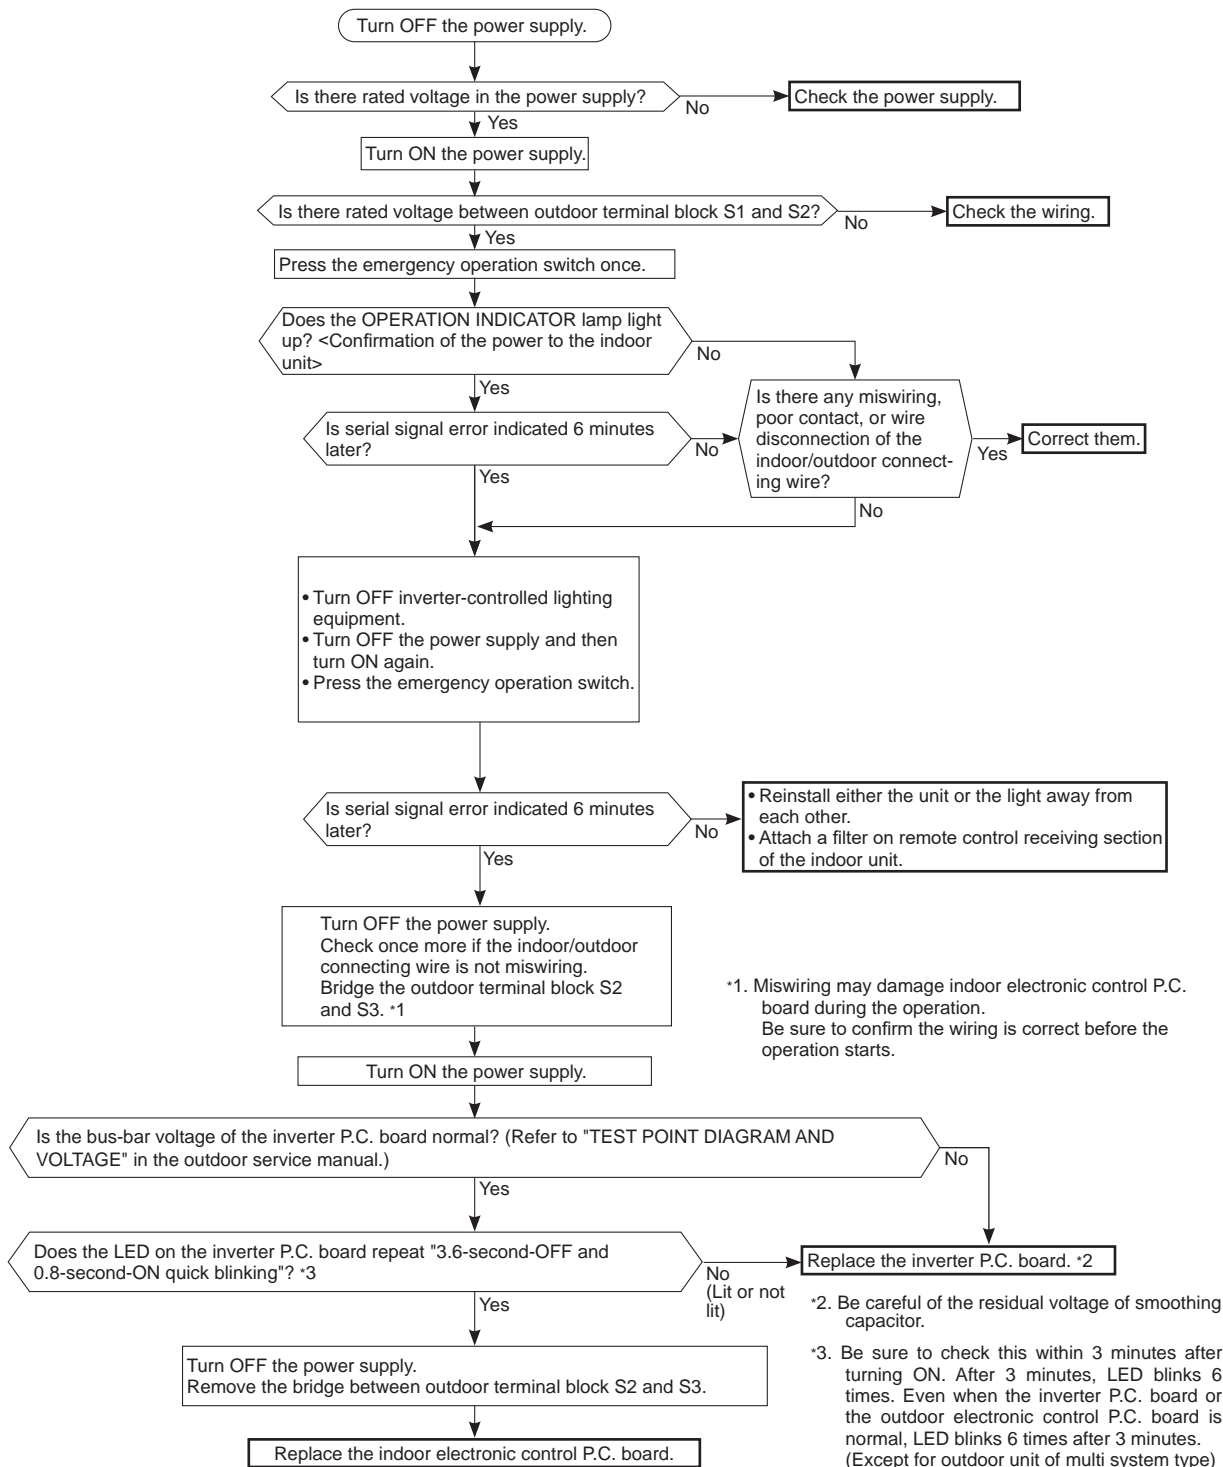 Turn OFF the power supply.
Is there rated voltage in the power supply?
No
Check the power supply.
Yes
Turn ON the power supply.
Is there rated voltage between outdoor terminal block S1 and S2?
No
Check the wiring.
Yes
Press the emergency operation switch once.
Does the OPERATION INDICATOR lamp light
up? <Confirmation of the power to the indoor
unit>
No
Yes
Is there any miswiring,
poor contact, or wire
disconnection of the
indoor/outdoor connect-
ing wire?
Yes
Correct them.
Is serial signal error indicated 6 minutes
later?
No
Yes
No
• Turn OFF inverter-controlled lighting
equipment.
• Turn OFF the power supply and then
turn ON again.
• Press the emergency operation switch.
Is serial signal error indicated 6 minutes
later?
No
• Reinstall either the unit or the light away from
each other.
• Attach a filter on remote control receiving section
of the indoor unit.
Yes
Turn OFF the power supply.
Check once more if the indoor/outdoor
connecting wire is not miswiring.
Bridge the outdoor terminal block S2
and S3. *1
*1. Miswiring may damage indoor electronic control P.C.
board during the operation.
Be sure to confirm the wiring is correct before the
operation starts.
Turn ON the power supply.
Is the bus-bar voltage of the inverter P.C. board normal? (Refer to "TEST POINT DIAGRAM AND
VOLTAGE" in the outdoor service manual.)
No
Yes
Does the LED on the inverter P.C. board repeat "3.6-second-OFF and
0.8-second-ON quick blinking"? *3
No
(Lit or not
lit)
Replace the inverter P.C. board. *2
Yes
*2. Be careful of the residual voltage of smoothing
capacitor.
*3. Be sure to check this within 3 minutes after
turning ON. After 3 minutes, LED blinks 6
times. Even when the inverter P.C. board or
the outdoor electronic control P.C. board is
normal, LED blinks 6 times after 3 minutes.
(Except for outdoor unit of multi system type)
Turn OFF the power supply.
Remove the bridge between outdoor terminal block S2 and S3.
Replace the indoor electronic control P.C. board.